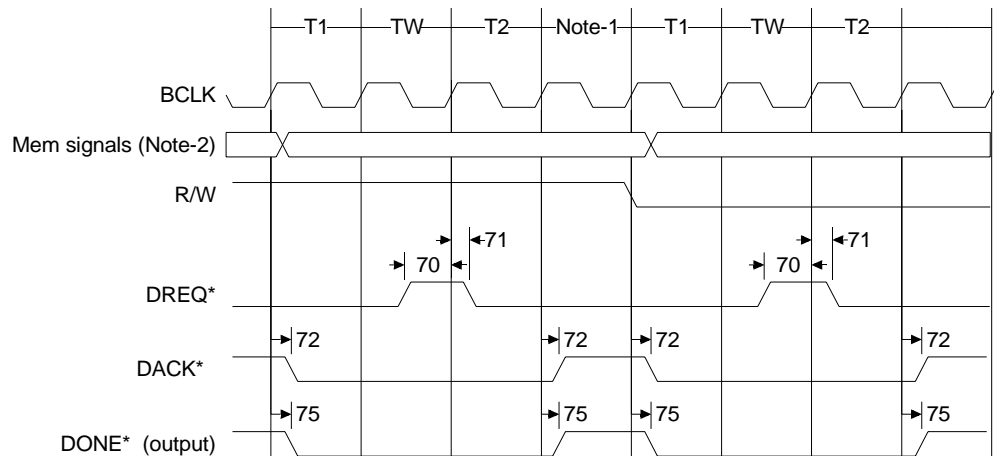 T1 TW T2 Note-1 T1 TW T2
BCLK
Mem signals (Note-2)
R/W
71 71
70 70
DREQ*
72 72 72 72
DACK*
75 75 75 75
DONE* (output)